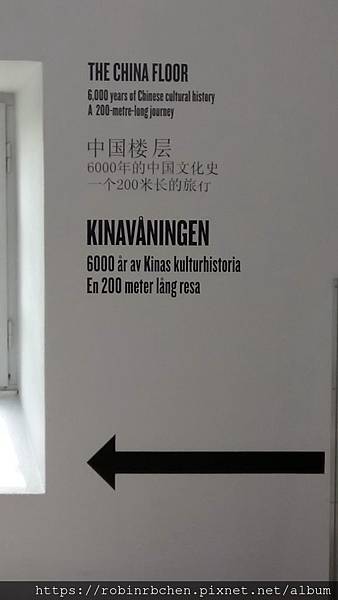 THE CHINA FLOOR
6,000 years of Chinese cultural history
A 200-metre-long journey
中国楼层
6000年的中国文化史
一个200米长的旅行
KINAVÅNINGEN
6000 år av Kinas kulturhistoria
En 200 meter lång resa
https://robinrbchen.pixnet.net/album